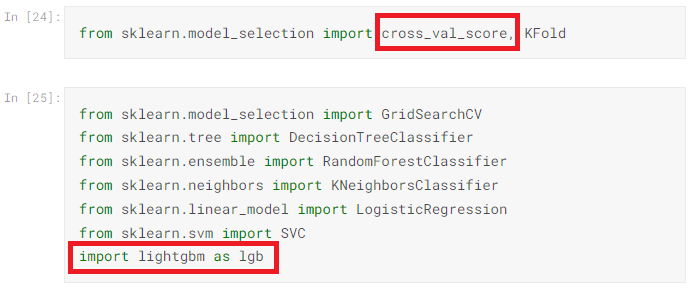 In [24]:
from sklearn.model_selection import cross_val_score, KFold
In [25]:
from sklearn.model_selection import GridSearchCV
from sklearn.tree import DecisionTreeClassifier
from sklearn.ensemble import RandomForestClassifier
from sklearn.neighbors import KNeighborsClassifier
from sklearn.linear_model import LogisticRegression
from sklearn.svm import SVC
import lightgbm as lgb